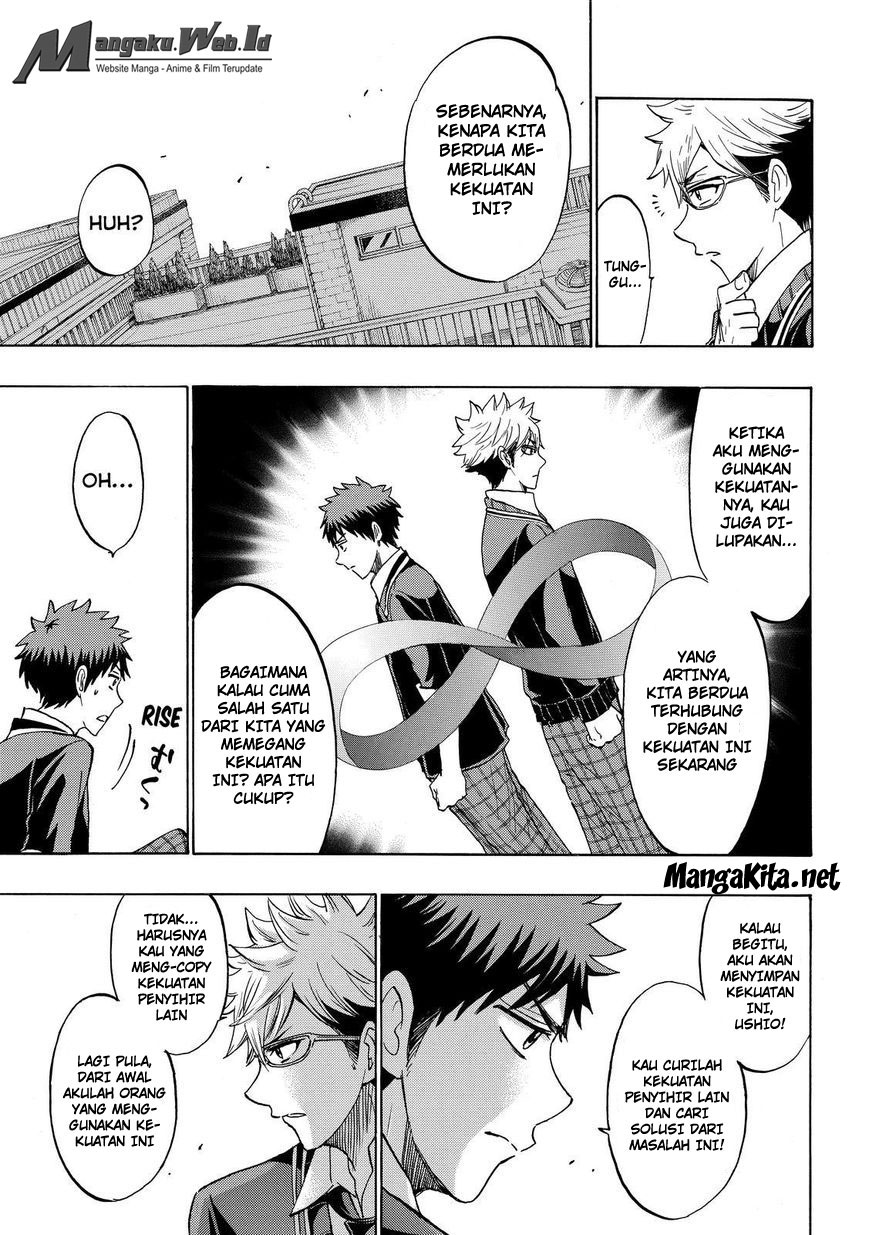 Mangaku.Web.Id
Website Manga - Anime & Film Terupdate
TUNG-
GU...
SEBENARNYA,
KENAPA KITA
BERDUA ME-
MERLUKAN
KEKUATAN
INI?
HUH?
KETIKA
AKU MENG-
GUNAKAN
KEKUATAN-
NYA, KAU
JUGA DI-
LUPAKAN...
YANG
ARTINYA,
KITA BERDUA
TERHUBUNG
DENGAN
KEKUATAN INI
SEKARANG
BAGAIMANA
KALAU CUMA
SALAH SATU
DARI KITA YANG
MEMEGANG
KEKUATAN
INI? APA ITU
CUKUP?
OH...
RISE
むくっ
MangaKita.net
KALAU
BEGITU,
AKU AKAN
MENYIMPAN
KEKUATAN
INI,
USHIO!
KAU CURILAH
KEKUATAN
PENYIHIR LAIN
DAN CARI
SOLUSI DARI
MASALAH INI!
TIDAK...
HARUSNYA
KAU YANG
MENG-COPY
KEKUATAN
PENYIHIR
LAIN
LAGI PULA,
DARI AWAL
AKULAH ORANG
YANG MENG-
GUNAKAN KE-
KUATAN INI